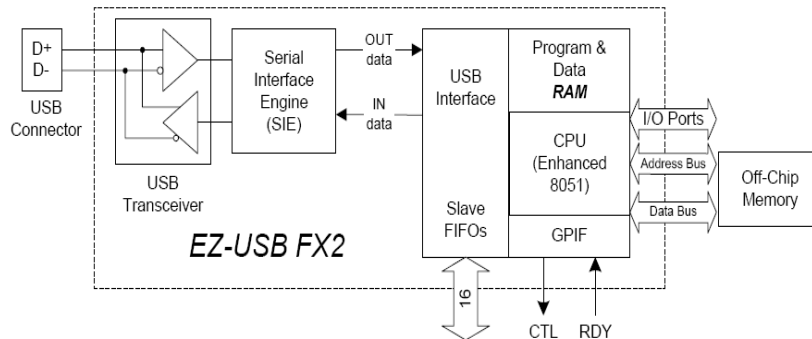 D+
D-
USB
Connector
USB
Transceiver
Serial
Interface
Engine
(SIE)
OUT
data
IN
data
USB
Interface
Slave
FIFOs
Program &
Data
RAM
CPU
(Enhanced
8051)
GPIF
I/O Ports
Address Bus
Data Bus
Off-Chip
Memory
EZ-USB FX2
16
CTL
RDY